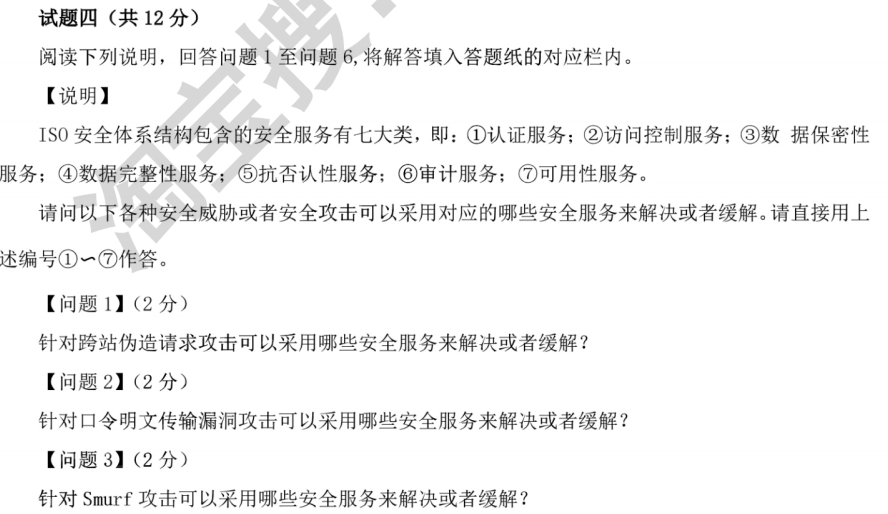 试题四（共 12 分）
阅读下列说明，回答问题 1 至问题 6,将解答填入答题纸的对应栏内。
【说明】
ISO 安全体系结构包含的安全服务有七大类，即：①认证服务；②访问控制服务；③数 据保密性
服务；④数据完整性服务；⑤抗否认性服务；⑥审计服务；⑦可用性服务。
请问以下各种安全威胁或者安全攻击可以采用对应的哪些安全服务来解决或者缓解。请直接用上
述编号①~⑦作答。
【问题 1】（2 分）
针对跨站伪造请求攻击可以采用哪些安全服务来解决或者缓解？
【问题 2】（2 分）
针对口令明文传输漏洞攻击可以采用哪些安全服务来解决或者缓解？
【问题 3】（2 分）
针对 Smurf 攻击可以采用哪些安全服务来解决或者缓解？
淘宝搜